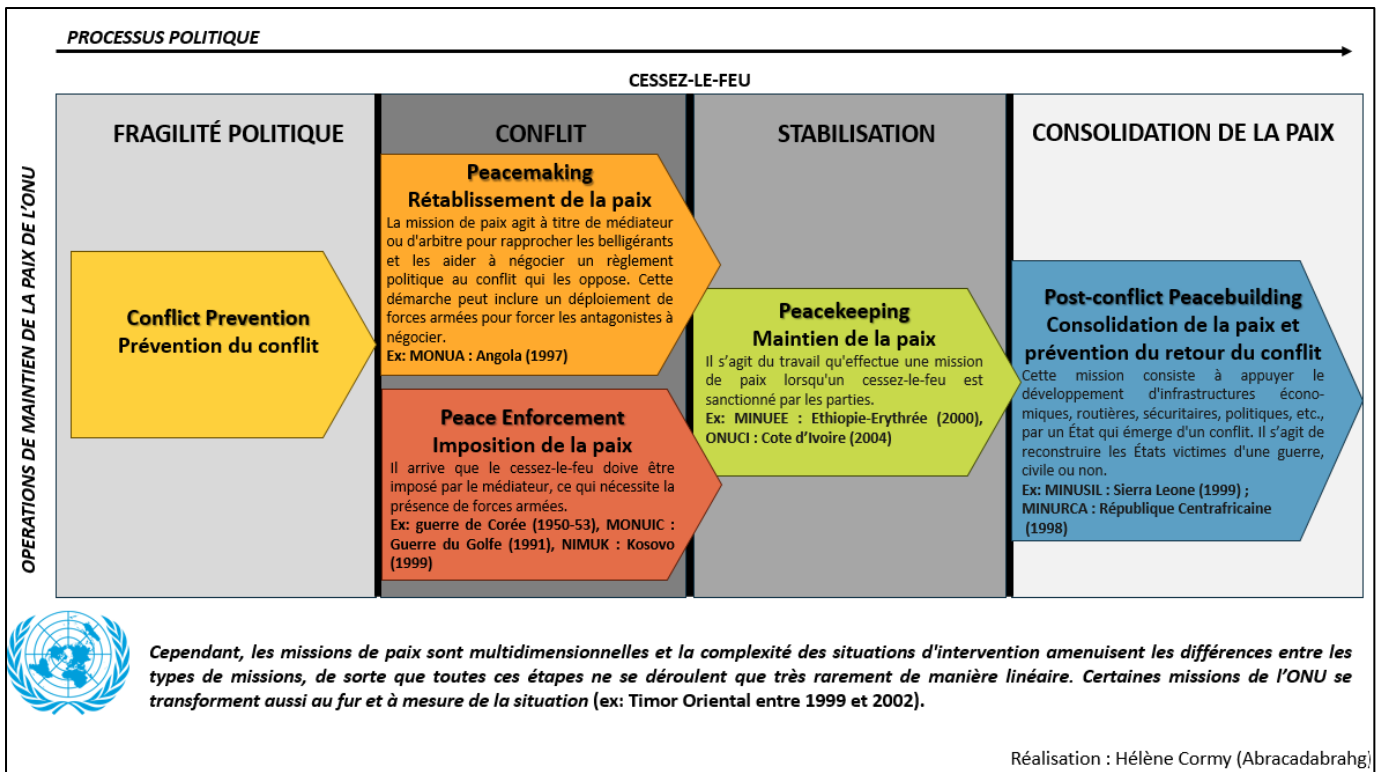 PROCESSUS POLITIQUE
CESSEZ-LE-FEU
OPERATIONS DE MAINTIEN DE LA PAIX DE L'ONU
FRAGILITÉ POLITIQUE
Conflict Prevention
Prévention du conflit
CONFLIT
Peacemaking
Rétablissement de la paix
La mission de paix agit à titre de médiateur
ou d'arbitre pour rapprocher les belligérants
et les aider à négocier un règlement
politique au conflit qui les oppose. Cette
démarche peut inclure un déploiement de
forces armées pour forcer les antagonistes à
négocier.
Ex: MONUA : Angola (1997)
Peace Enforcement
Imposition de la paix
Il arrive que le cessez-le-feu doive être
imposé par le médiateur, ce qui nécessite la
présence de forces armées.
Ex: guerre de Corée (1950-53), MONUIC :
Guerre du Golfe (1991), NIMUK : Kosovo
(1999)
STABILISATION
Peacekeeping
Maintien de la paix
Il s’agit du travail qu'effectue une mission
de paix lorsqu'un cessez-le-feu est
sanctionné par les parties.
Ex: MINUEE : Ethiopie-Erythrée (2000),
ONUCI : Cote d’Ivoire (2004)
CONSOLIDATION DE LA PAIX
Post-conflict Peacebuilding
Consolidation de la paix et
prévention du retour du conflit
Cette mission consiste à appuyer le
développement d'infrastructures écono-
miques, routières, sécuritaires, politiques, etc.,
par un État qui émerge d'un conflit. Il s’agit de
reconstruire les États victimes d'une guerre,
civile ou non.
Ex: MINUSIL : Sierra Leone (1999) ;
MINURCA : République Centrafricaine
(1998)
Cependant, les missions de paix sont multidimensionnelles et la complexité des situations d'intervention amenuisent les différences entre les
types de missions, de sorte que toutes ces étapes ne se déroulent que très rarement de manière linéaire. Certaines missions de l’ONU se
transforment aussi au fur et à mesure de la situation (ex: Timor Oriental entre 1999 et 2002).
Réalisation : Hélène Cormy (Abracadabrahg)